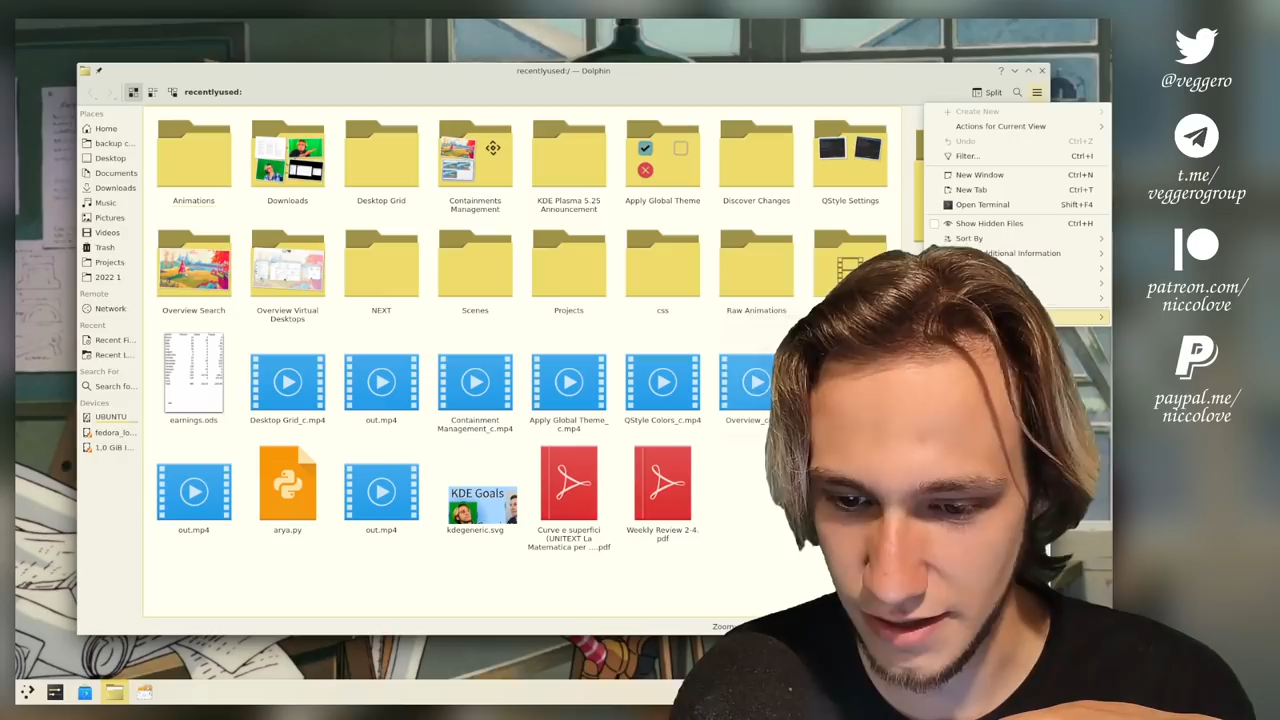 recentlyused:/ — Dolphin
recentlyused:
Split
Places
Home
backup c...
Desktop
Documents
Downloads
Music
Pictures
Videos
Trash
Projects
2022 1
Remote
Network
Recent
Recent Fi...
Recent L...
Search For
Search fo...
Devices
UBUNTU
fedora_lo...
1,0 GiB I...
Animations
Downloads
Desktop Grid
Containments
Management
KDE Plasma 5.25
Announcement
Apply Global Theme
Discover Changes
QStyle Settings
Overview Search
Overview Virtual
Desktops
NEXT
Scenes
Projects
css
Raw Animations
earnings.ods
Desktop Grid_c.mp4
out.mp4
Containment
Management_c.mp4
Apply Global Theme_
c.mp4
QStyle Colors_c.mp4
Overview_c
out.mp4
arya.py
out.mp4
KDE Goals
kdegeneric.svg
Curve e superfici
(UNITEXT La
Matematica per ....pdf
Weekly Review 2-4.
pdf
Zoom
Create New
Actions for Current View
Undo Ctrl+Z
Filter... Ctrl+I
New Window Ctrl+N
New Tab Ctrl+T
Open Terminal Shift+F4
Show Hidden Files Ctrl+H
Sort By
dditional Information
@veggero
t.me/
veggerogroup
patreon.com/
niccolove
paypal.me/
niccolove